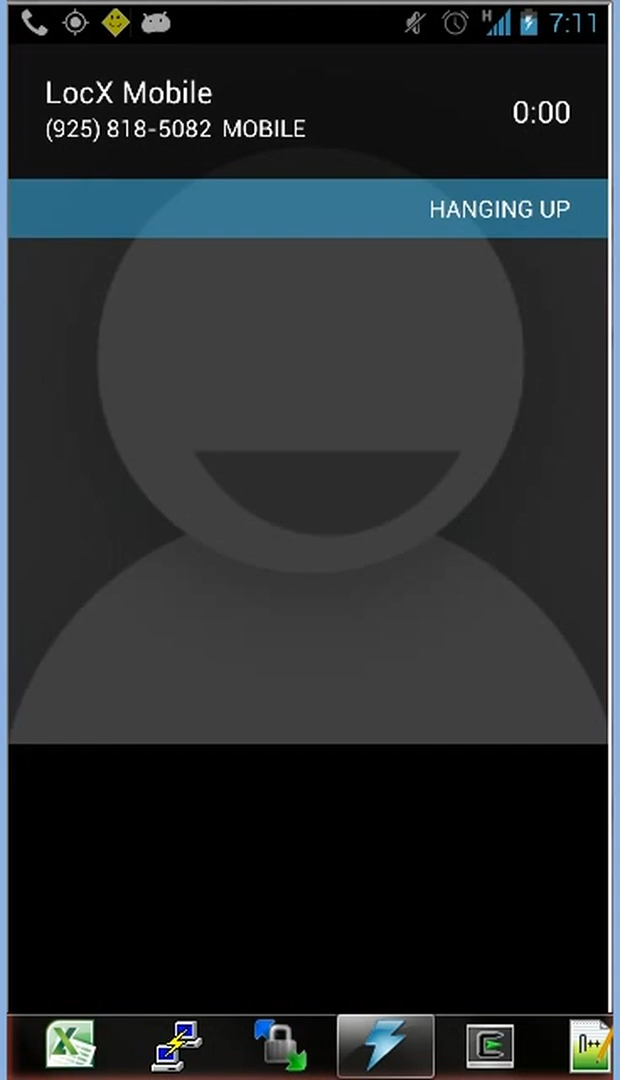 H 7:11
LocX Mobile
(925) 818-5082 MOBILE
0:00
HANGING UP